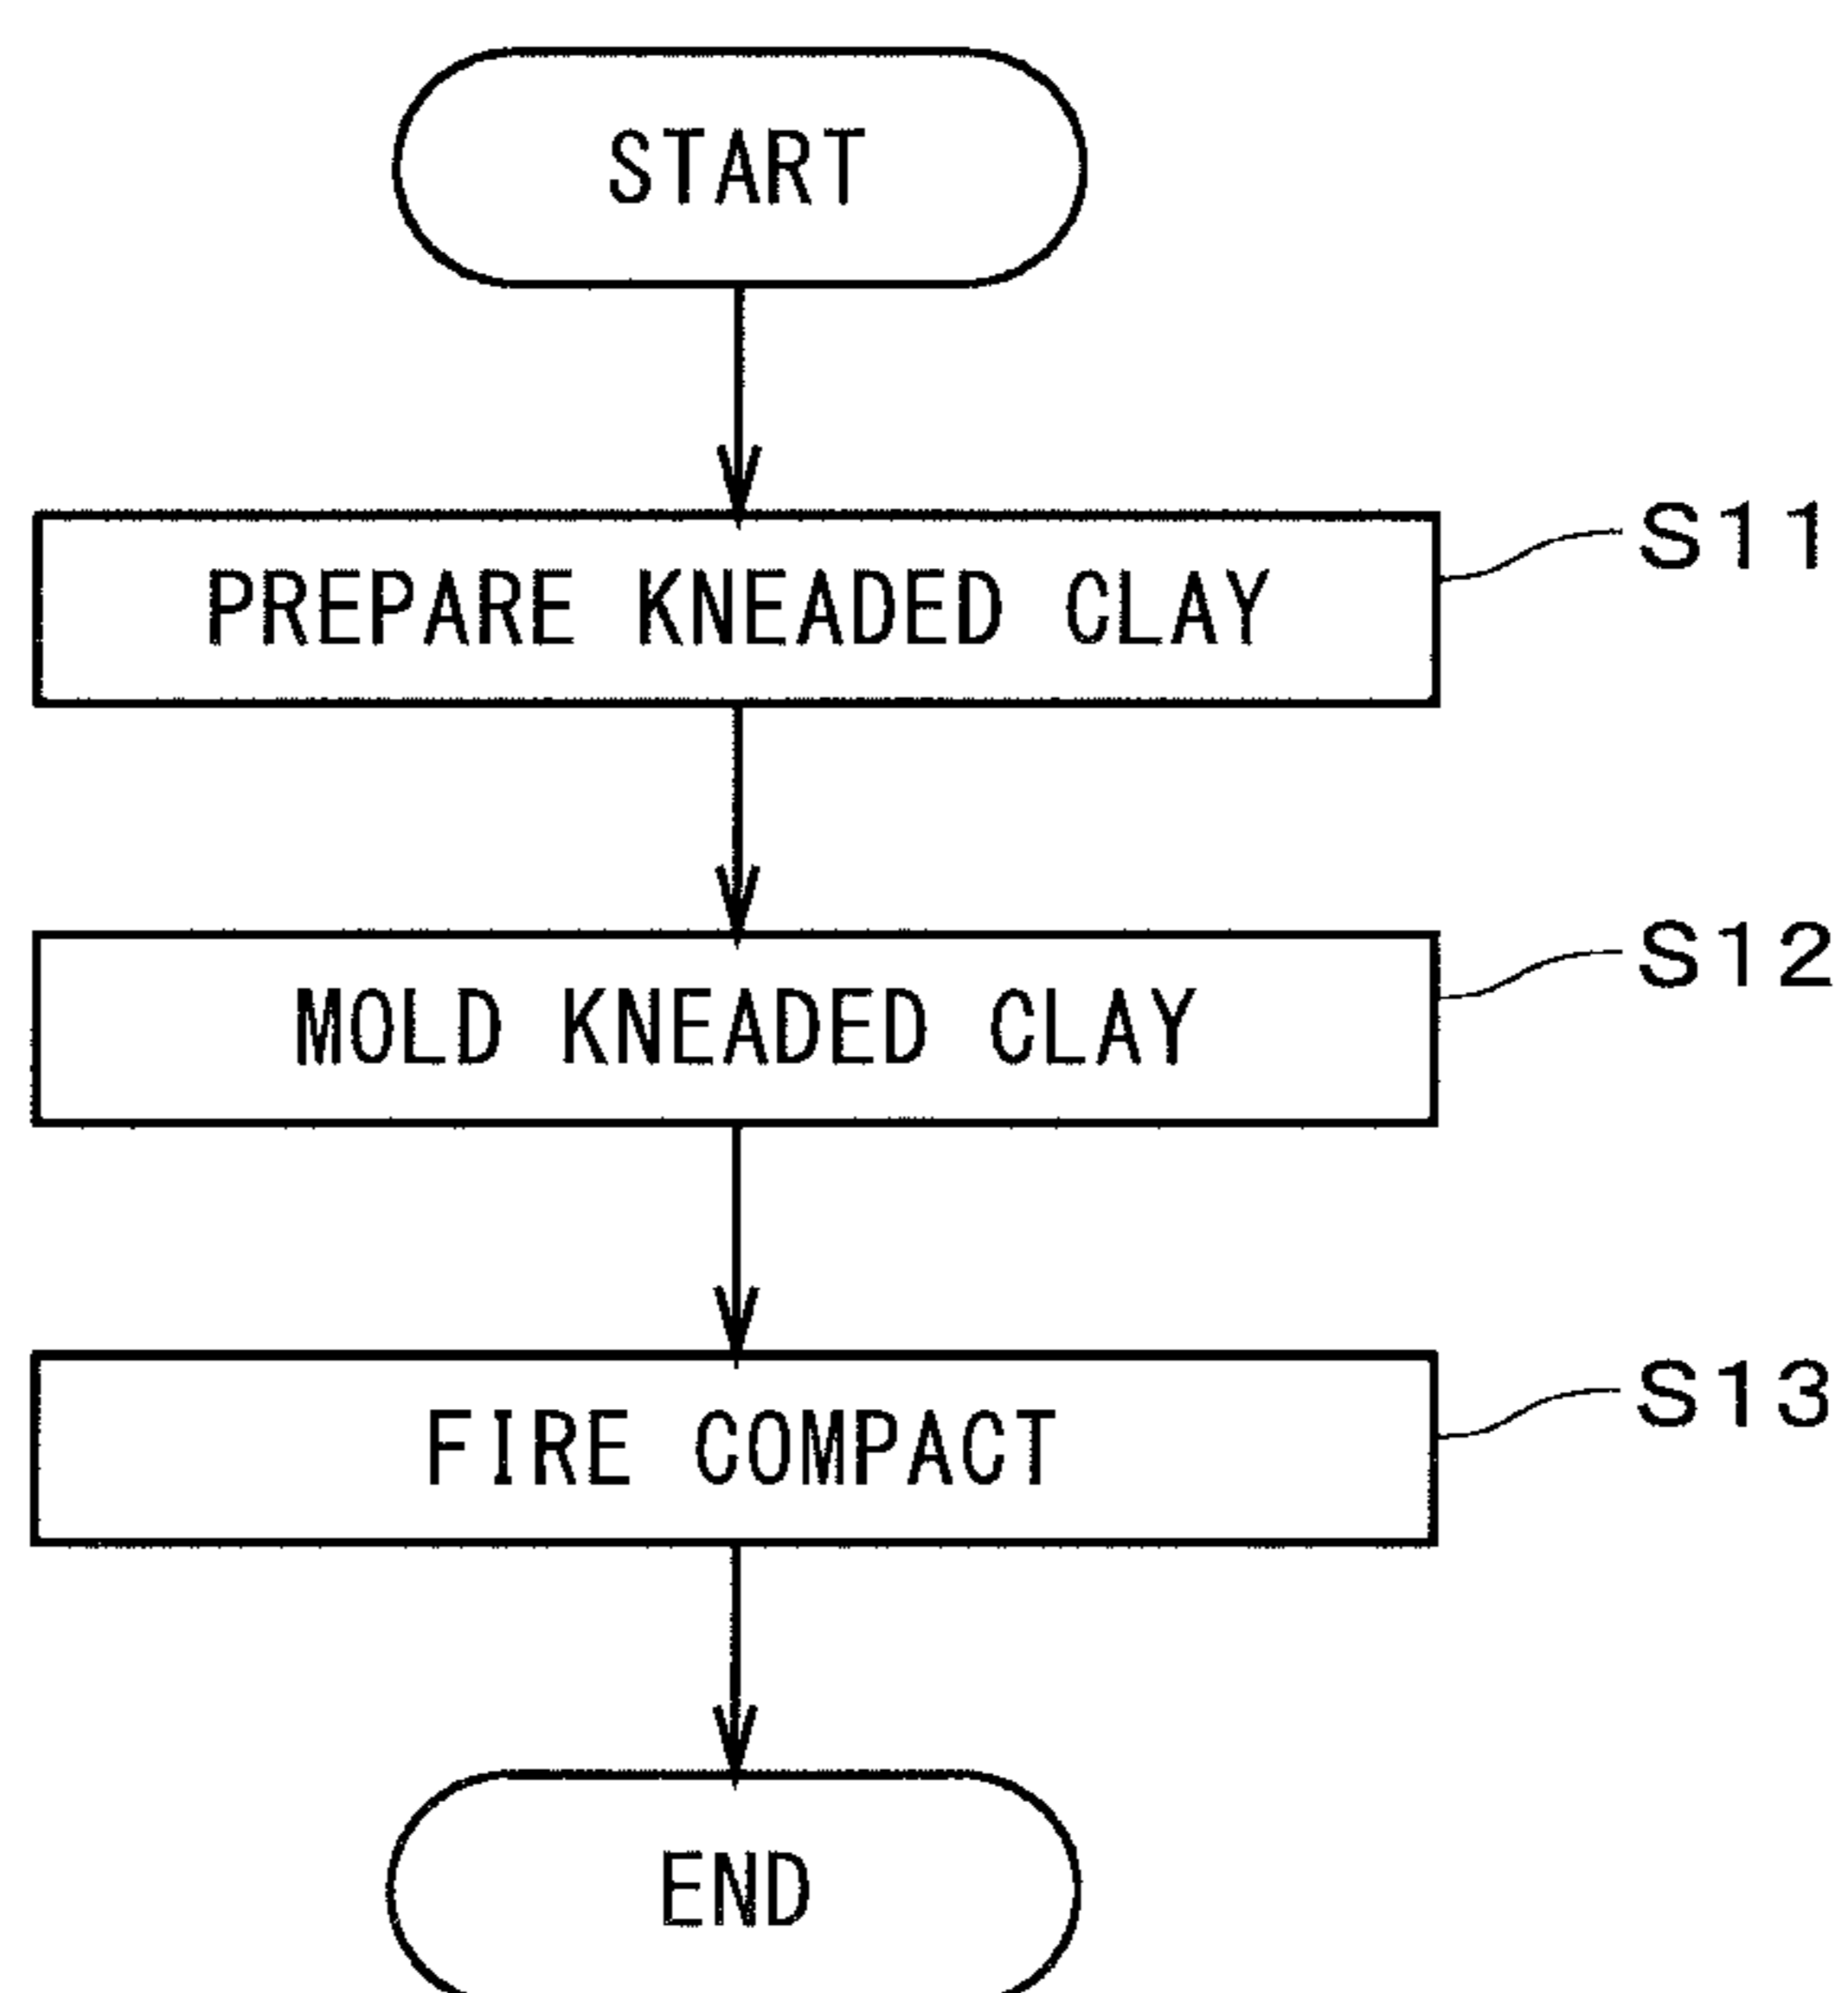 START
PREPARE KNEADED CLAY
S11
MOLD KNEADED CLAY
S12
FIRE COMPACT
S13
END